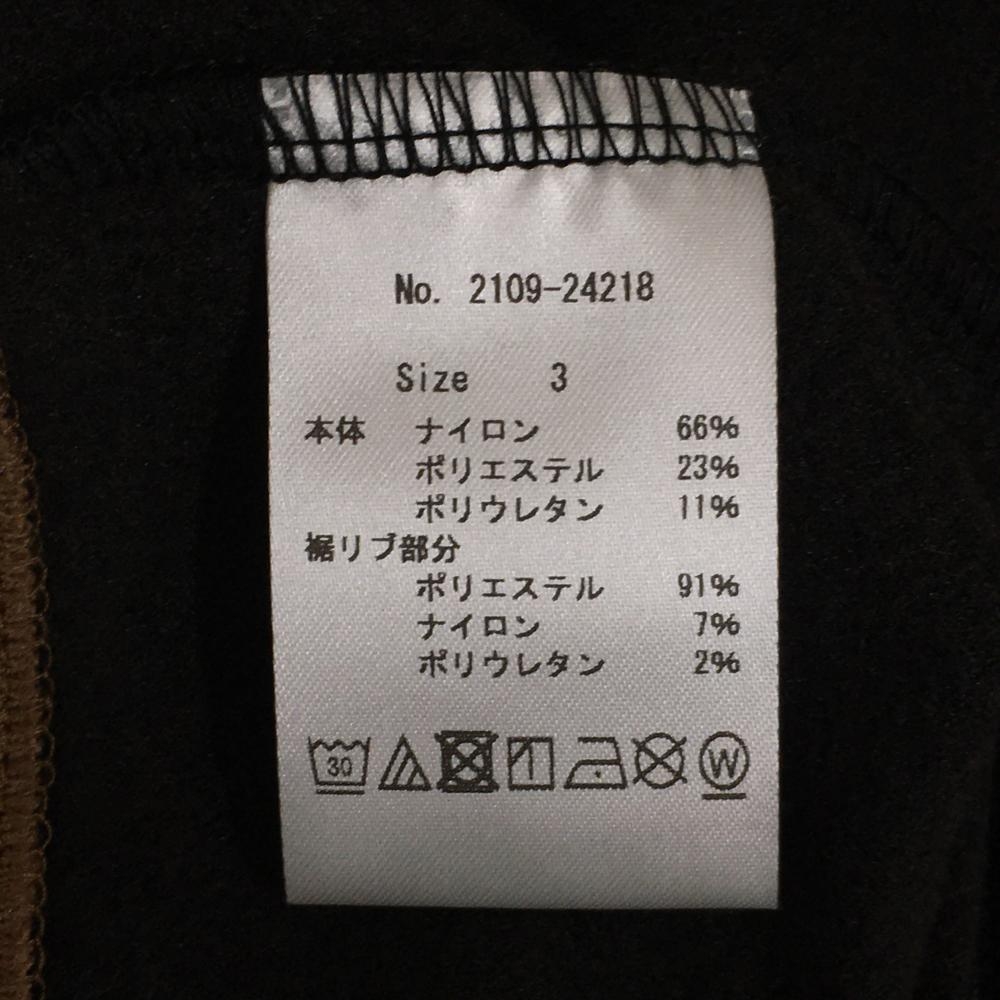 No. 2109-24218
Size 3
本体 ナイロン 66%
ポリエステル 23%
ポリウレタン 11%
裾リブ部分
ポリエステル 91%
ナイロン 7%
ポリウレタン 2%
30 W